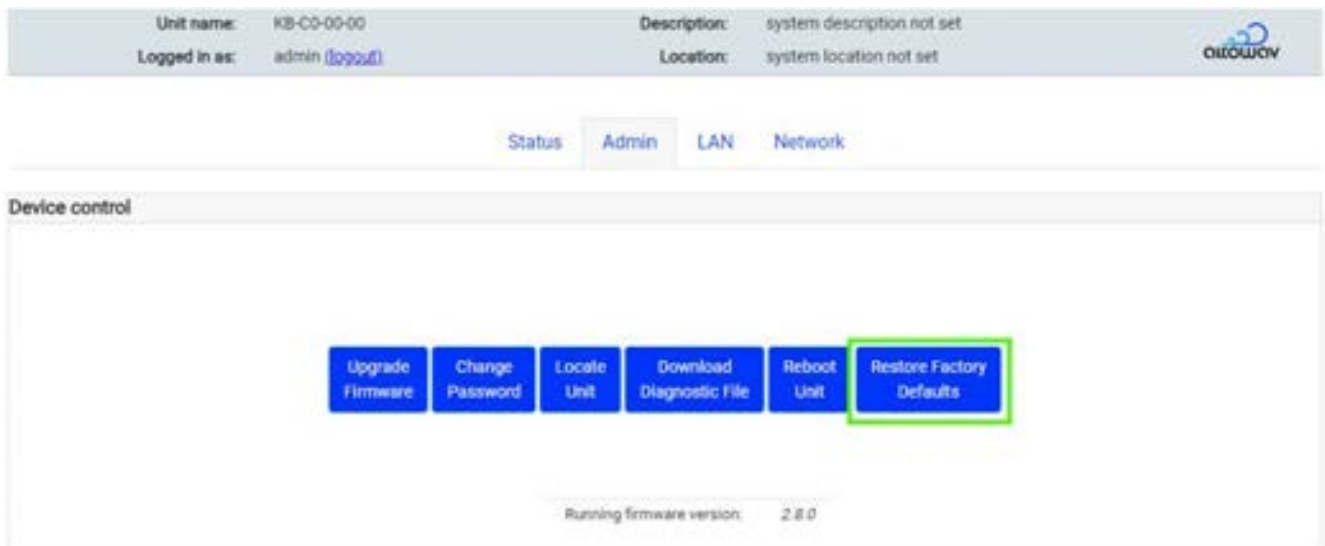 Unit name: KB-C0-00-00 Description: system description not set
Logged in as: admin (logout) Location: system location not set
altowav
Status Admin LAN Network
Device control
Upgrade Firmware
Change Password
Locate Unit
Download Diagnostic File
Reboot Unit
Restore Factory Defaults
Running firmware version: 2.8.0